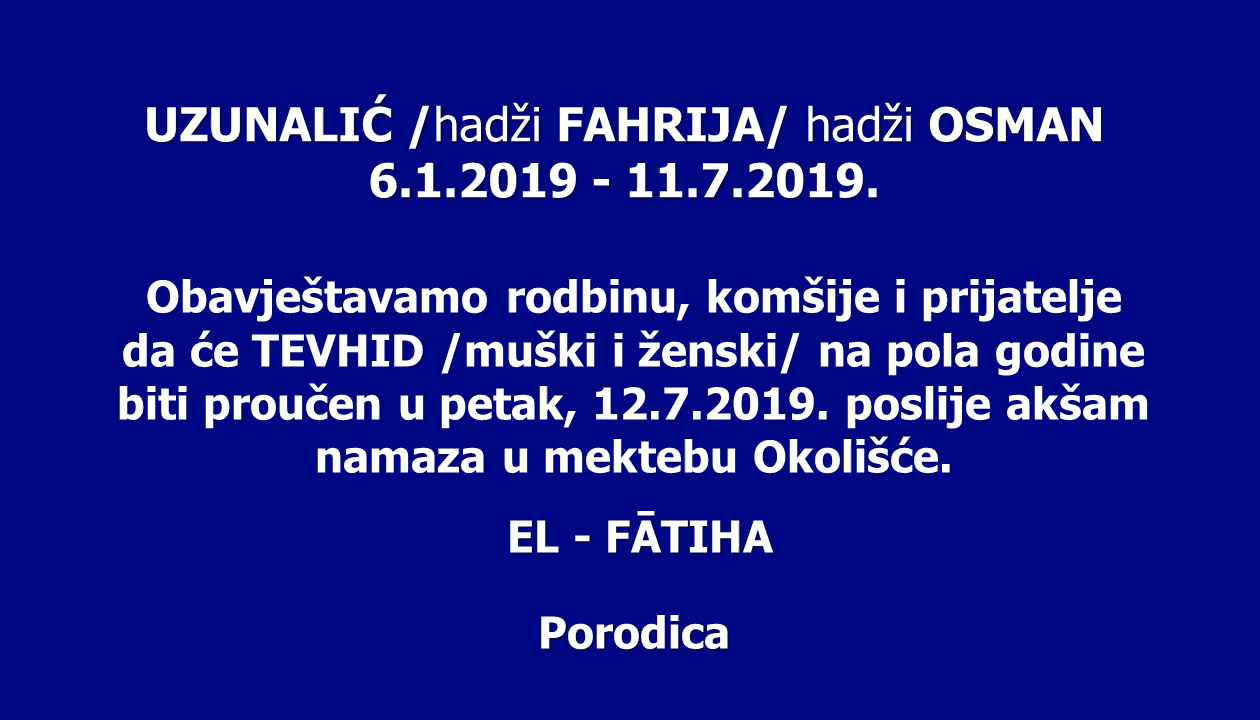 UZUNALIĆ /hadži FAHRIJA/ hadži OSMAN
6.1.2019 - 11.7.2019.
Obavještavamo rodbinu, komšije i prijatelje
da će TEVHID /muški i ženski/ na pola godine
biti proučen u petak, 12.7.2019. poslije akšam
namaza u mektebu Okolišće.
EL - FĀTIHA
Porodica